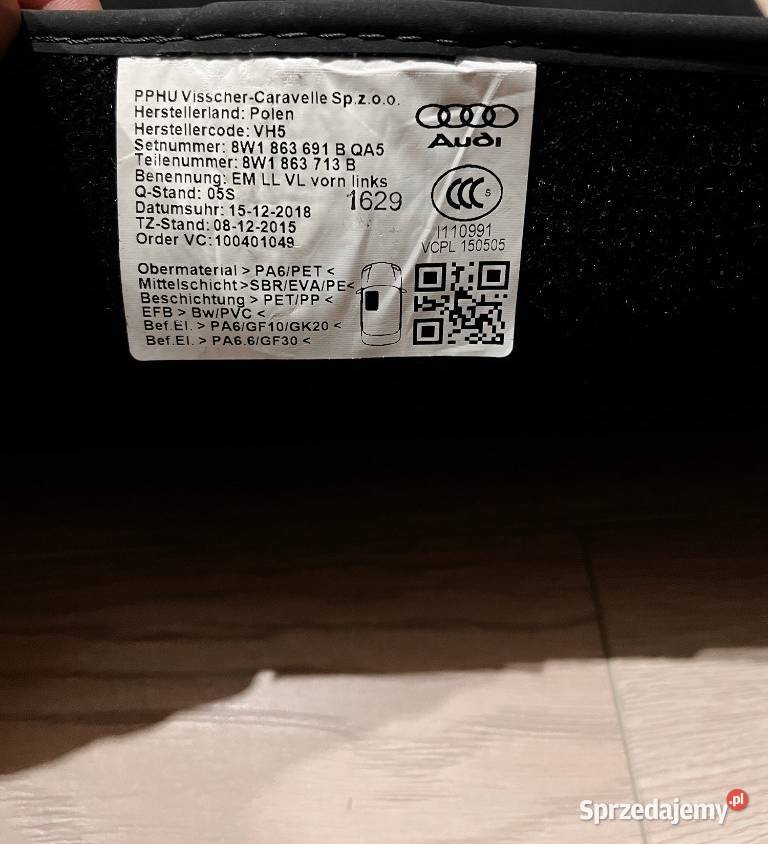 PPHU Visscher-Caravelle Sp.z.o.o.
Herstellerland: Polen
Herstellercode: VH5
Setnummer: 8W1 863 691 B QA5
Teilenummer: 8W1 863 713 B
Benennung: EM LL VL vorn links
Q-Stand: 05S
1629
Datumsuhr: 15-12-2018
TZ-Stand: 08-12-2015
Order VC:100401049
Audi
CCC S
I110991
VCPL 150505
Obermaterial > PA6/PET <
Mittelschicht >SBR/EVA/PE<
Beschichtung > PET/PP <
EFB > Bw/PVC <
Bef.El. > PA6/GF10/GK20 <
Bef.El. > PA6.6/GF30 <
Sprzedajemy.pl